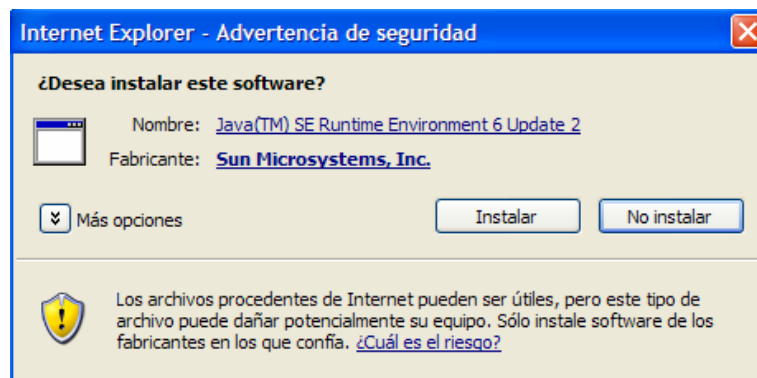 Internet Explorer - Advertencia de seguridad
¿Desea instalar este software?
Nombre: Java(TM) SE Runtime Environment 6 Update 2
Fabricante: Sun Microsystems, Inc.
Más opciones Instalar No instalar
Los archivos procedentes de Internet pueden ser útiles, pero este tipo de
archivo puede dañar potencialmente su equipo. Sólo instale software de los
fabricantes en los que confía. ¿Cuál es el riesgo?